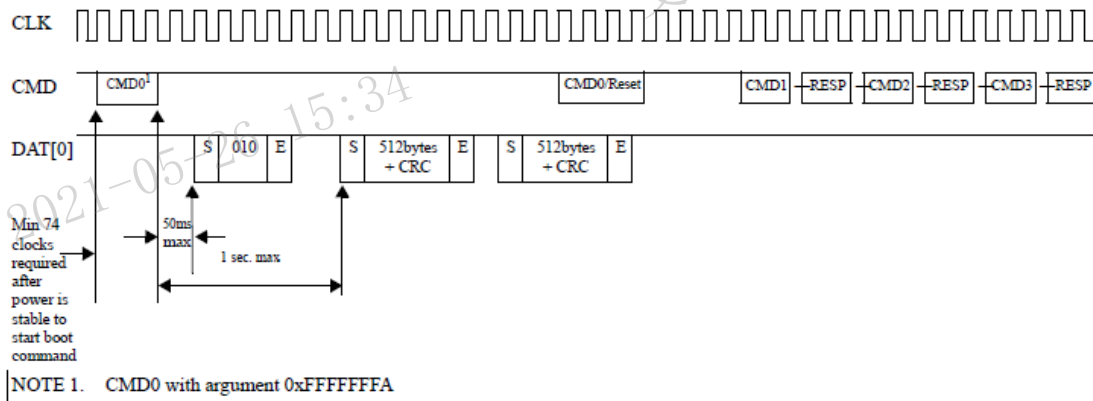 CLK
CMD CMD0¹ CMD0/Reset CMD1 RESP CMD2 RESP CMD3 RESP
DAT[0] S 010 E S 512bytes + CRC E S 512bytes + CRC E
2021-05-26 15:34
Min 74
clocks
required
after
power is
stable to
start boot
command
50ms
max
1 sec. max
NOTE 1. CMD0 with argument 0xFFFFFFFA